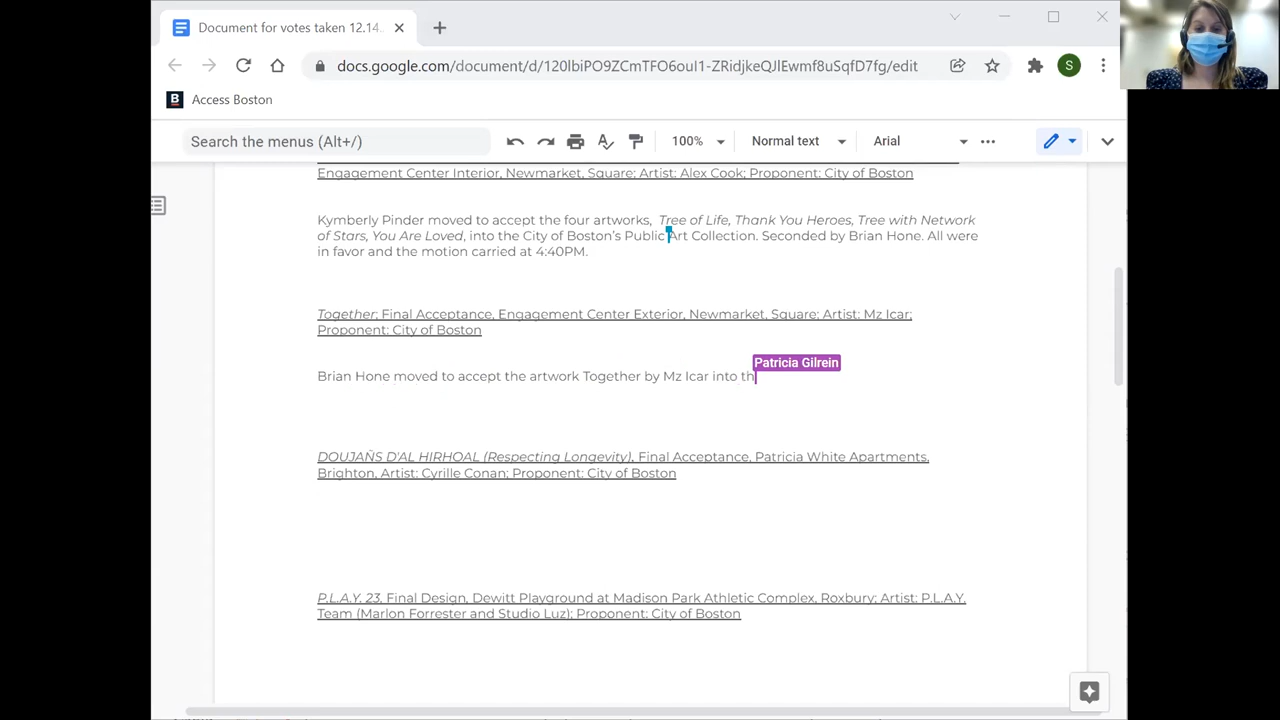 Document for votes taken 12.14.
docs.google.com/document/d/120lbiPO9ZCmTFO6ouI1-ZRidjkeQJlEwmf8uSqfD7fg/edit
S
B Access Boston
Search the menus (Alt+/)
100%
Normal text
Arial
Engagement Center Interior, Newmarket, Square; Artist: Alex Cook; Proponent: City of Boston
Kymberly Pinder moved to accept the four artworks, Tree of Life, Thank You Heroes, Tree with Network
of Stars, You Are Loved, into the City of Boston's Public Art Collection. Seconded by Brian Hone. All were
in favor and the motion carried at 4:40PM.
Together; Final Acceptance, Engagement Center Exterior, Newmarket, Square; Artist: Mz Icar;
Proponent: City of Boston
Patricia Gilrein
Brian Hone moved to accept the artwork Together by Mz Icar into th
DOUJAÑS D'AL HIRHOAL (Respecting Longevity), Final Acceptance, Patricia White Apartments,
Brighton, Artist: Cyrille Conan; Proponent: City of Boston
P.L.A.Y. 23, Final Design, Dewitt Playground at Madison Park Athletic Complex, Roxbury; Artist: P.L.A.Y.
Team (Marlon Forrester and Studio Luz); Proponent: City of Boston